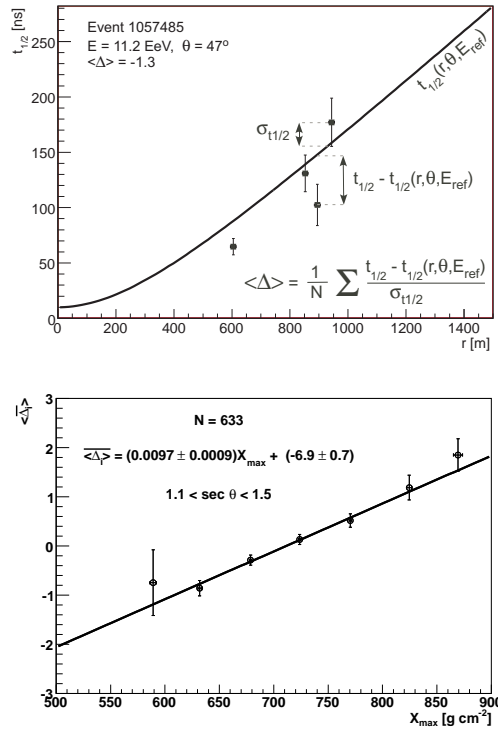 t1/2 [ns]
250
200
150
100
50
0
Event 1057485
E = 11.2 EeV, θ = 47º
<Δ> = -1.3
t1/2(r,θ,Eref)
σt1/2
t1/2 - t1/2(r,θ,Eref)
<Δ> = 1/N ∑ t1/2 - t1/2(r,θ,Eref) / σt1/2
0 200 400 600 800 1000 1200 1400
r [m]
<Δi>
3
2
1
0
-1
-2
-3
N = 633
<Δi> = (0.0097 ± 0.0009)Xmax + (-6.9 ± 0.7)
1.1 < sec θ < 1.5
500 550 600 650 700 750 800 850 900
Xmax [g cm-2]